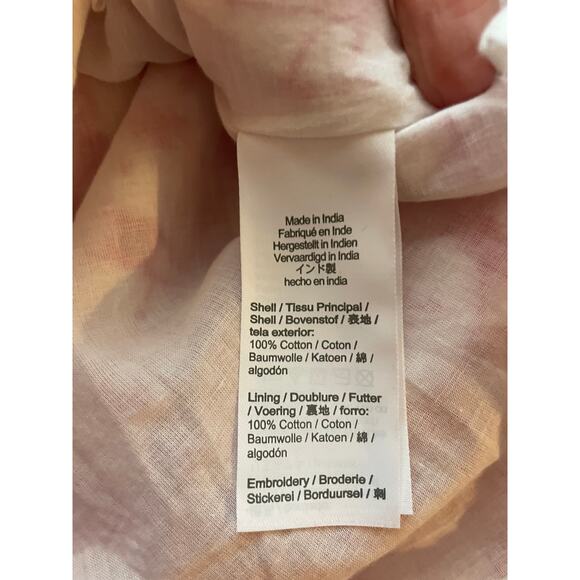 Made in India
Fabriqué en Inde
Hergestellt in Indien
Vervaardigd in India
インド製
hecho en india
Shell / Tissu Principal /
Shell / Bovenstof / 表地 /
tela exterior:
100% Cotton / Coton /
Baumwolle / Katoen / 綿 /
algodón
Lining / Doublure / Futter
/ Voering / 裏地 / forro:
100% Cotton / Coton /
Baumwolle / Katoen / 綿 /
algodón
Embroidery / Broderie /
Stickerei / Borduursel / 刺